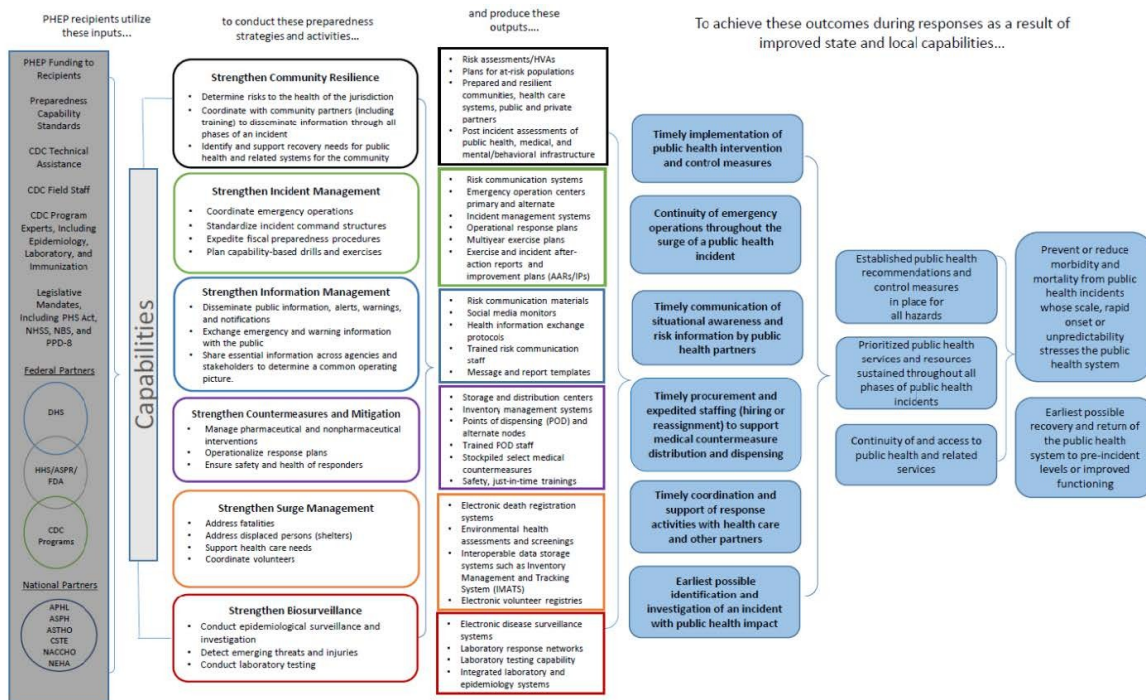 PHEP recipients utilize
these inputs...
to conduct these preparedness
strategies and activities...
and produce these
outputs....
To achieve these outcomes during responses as a result of
improved state and local capabilities...
PHEP Funding to
Recipients
Preparedness
Capability
Standards
CDC Technical
Assistance
CDC Field Staff
CDC Program
Experts, Including
Epidemiology,
Laboratory, and
Immunization
Legislative
Mandates,
Including PHS Act,
NHSS, NBS, and
PPD-8
Federal Partners
DHS
HHS/ASPR/
FDA
CDC
Programs
National Partners
APHL
ASPH
ASTHO
CSTE
NACCHO
NEHA
Capabilities
Strengthen Community Resilience
• Determine risks to the health of the jurisdiction
• Coordinate with community partners (including
training) to disseminate information through all
phases of an incident
• Identify and support recovery needs for public
health and related systems for the community
Strengthen Incident Management
• Coordinate emergency operations
• Standardize incident command structures
• Expedite fiscal preparedness procedures
• Plan capability-based drills and exercises
Strengthen Information Management
• Disseminate public information, alerts, warnings,
and notifications
• Exchange emergency and warning information
with the public
• Share essential information across agencies and
stakeholders to determine a common operating
picture.
Strengthen Countermeasures and Mitigation
• Manage pharmaceutical and nonpharmaceutical
interventions
• Operationalize response plans
• Ensure safety and health of responders
Strengthen Surge Management
• Address fatalities
• Address displaced persons (shelters)
• Support health care needs
• Coordinate volunteers
Strengthen Biosurveillance
• Conduct epidemiological surveillance and
investigation
• Detect emerging threats and injuries
• Conduct laboratory testing
• Risk assessments/HVAs
• Plans for at-risk populations
• Prepared and resilient
communities, health care
systems, public and private
partners
• Post incident assessments of
public health, medical, and
mental/behavioral infrastructure
• Risk communication systems
• Emergency operation centers
primary and alternate
• Incident management systems
• Operational response plans
• Multiyear exercise plans
• Exercise and incident after-
action reports and
improvement plans (AARs/IPs)
• Risk communication materials
• Social media monitors
• Health information exchange
protocols
• Trained risk communication
staff
• Message and report templates
• Storage and distribution centers
• Inventory management systems
• Points of dispensing (POD) and
alternate nodes
• Trained POD staff
• Stockpiled select medical
countermeasures
• Safety, just-in-time trainings
• Electronic death registration
systems
• Environmental health
assessments and screenings
• Interoperable data storage
systems such as Inventory
Management and Tracking
System (IMATS)
• Electronic volunteer registries
• Electronic disease surveillance
systems
• Laboratory response networks
• Laboratory testing capability
• Integrated laboratory and
epidemiology systems
Timely implementation of
public health intervention
and control measures
Continuity of emergency
operations throughout the
surge of a public health
incident
Timely communication of
situational awareness and
risk information by public
health partners
Timely procurement and
expedited staffing (hiring or
reassignment) to support
medical countermeasure
distribution and dispensing
Timely coordination and
support of response
activities with health care
and other partners
Earliest possible
identification and
investigation of an incident
with public health impact
Established public health
recommendations and
control measures
in place for
all hazards
Prioritized public health
services and resources
sustained throughout all
phases of public health
incidents
Continuity of and access to
public health and related
services
Prevent or reduce
morbidity and
mortality from public
health incidents
whose scale, rapid
onset or
unpredictability
stresses the public
health system
Earliest possible
recovery and return of
the public health
system to pre-incident
levels or improved
functioning